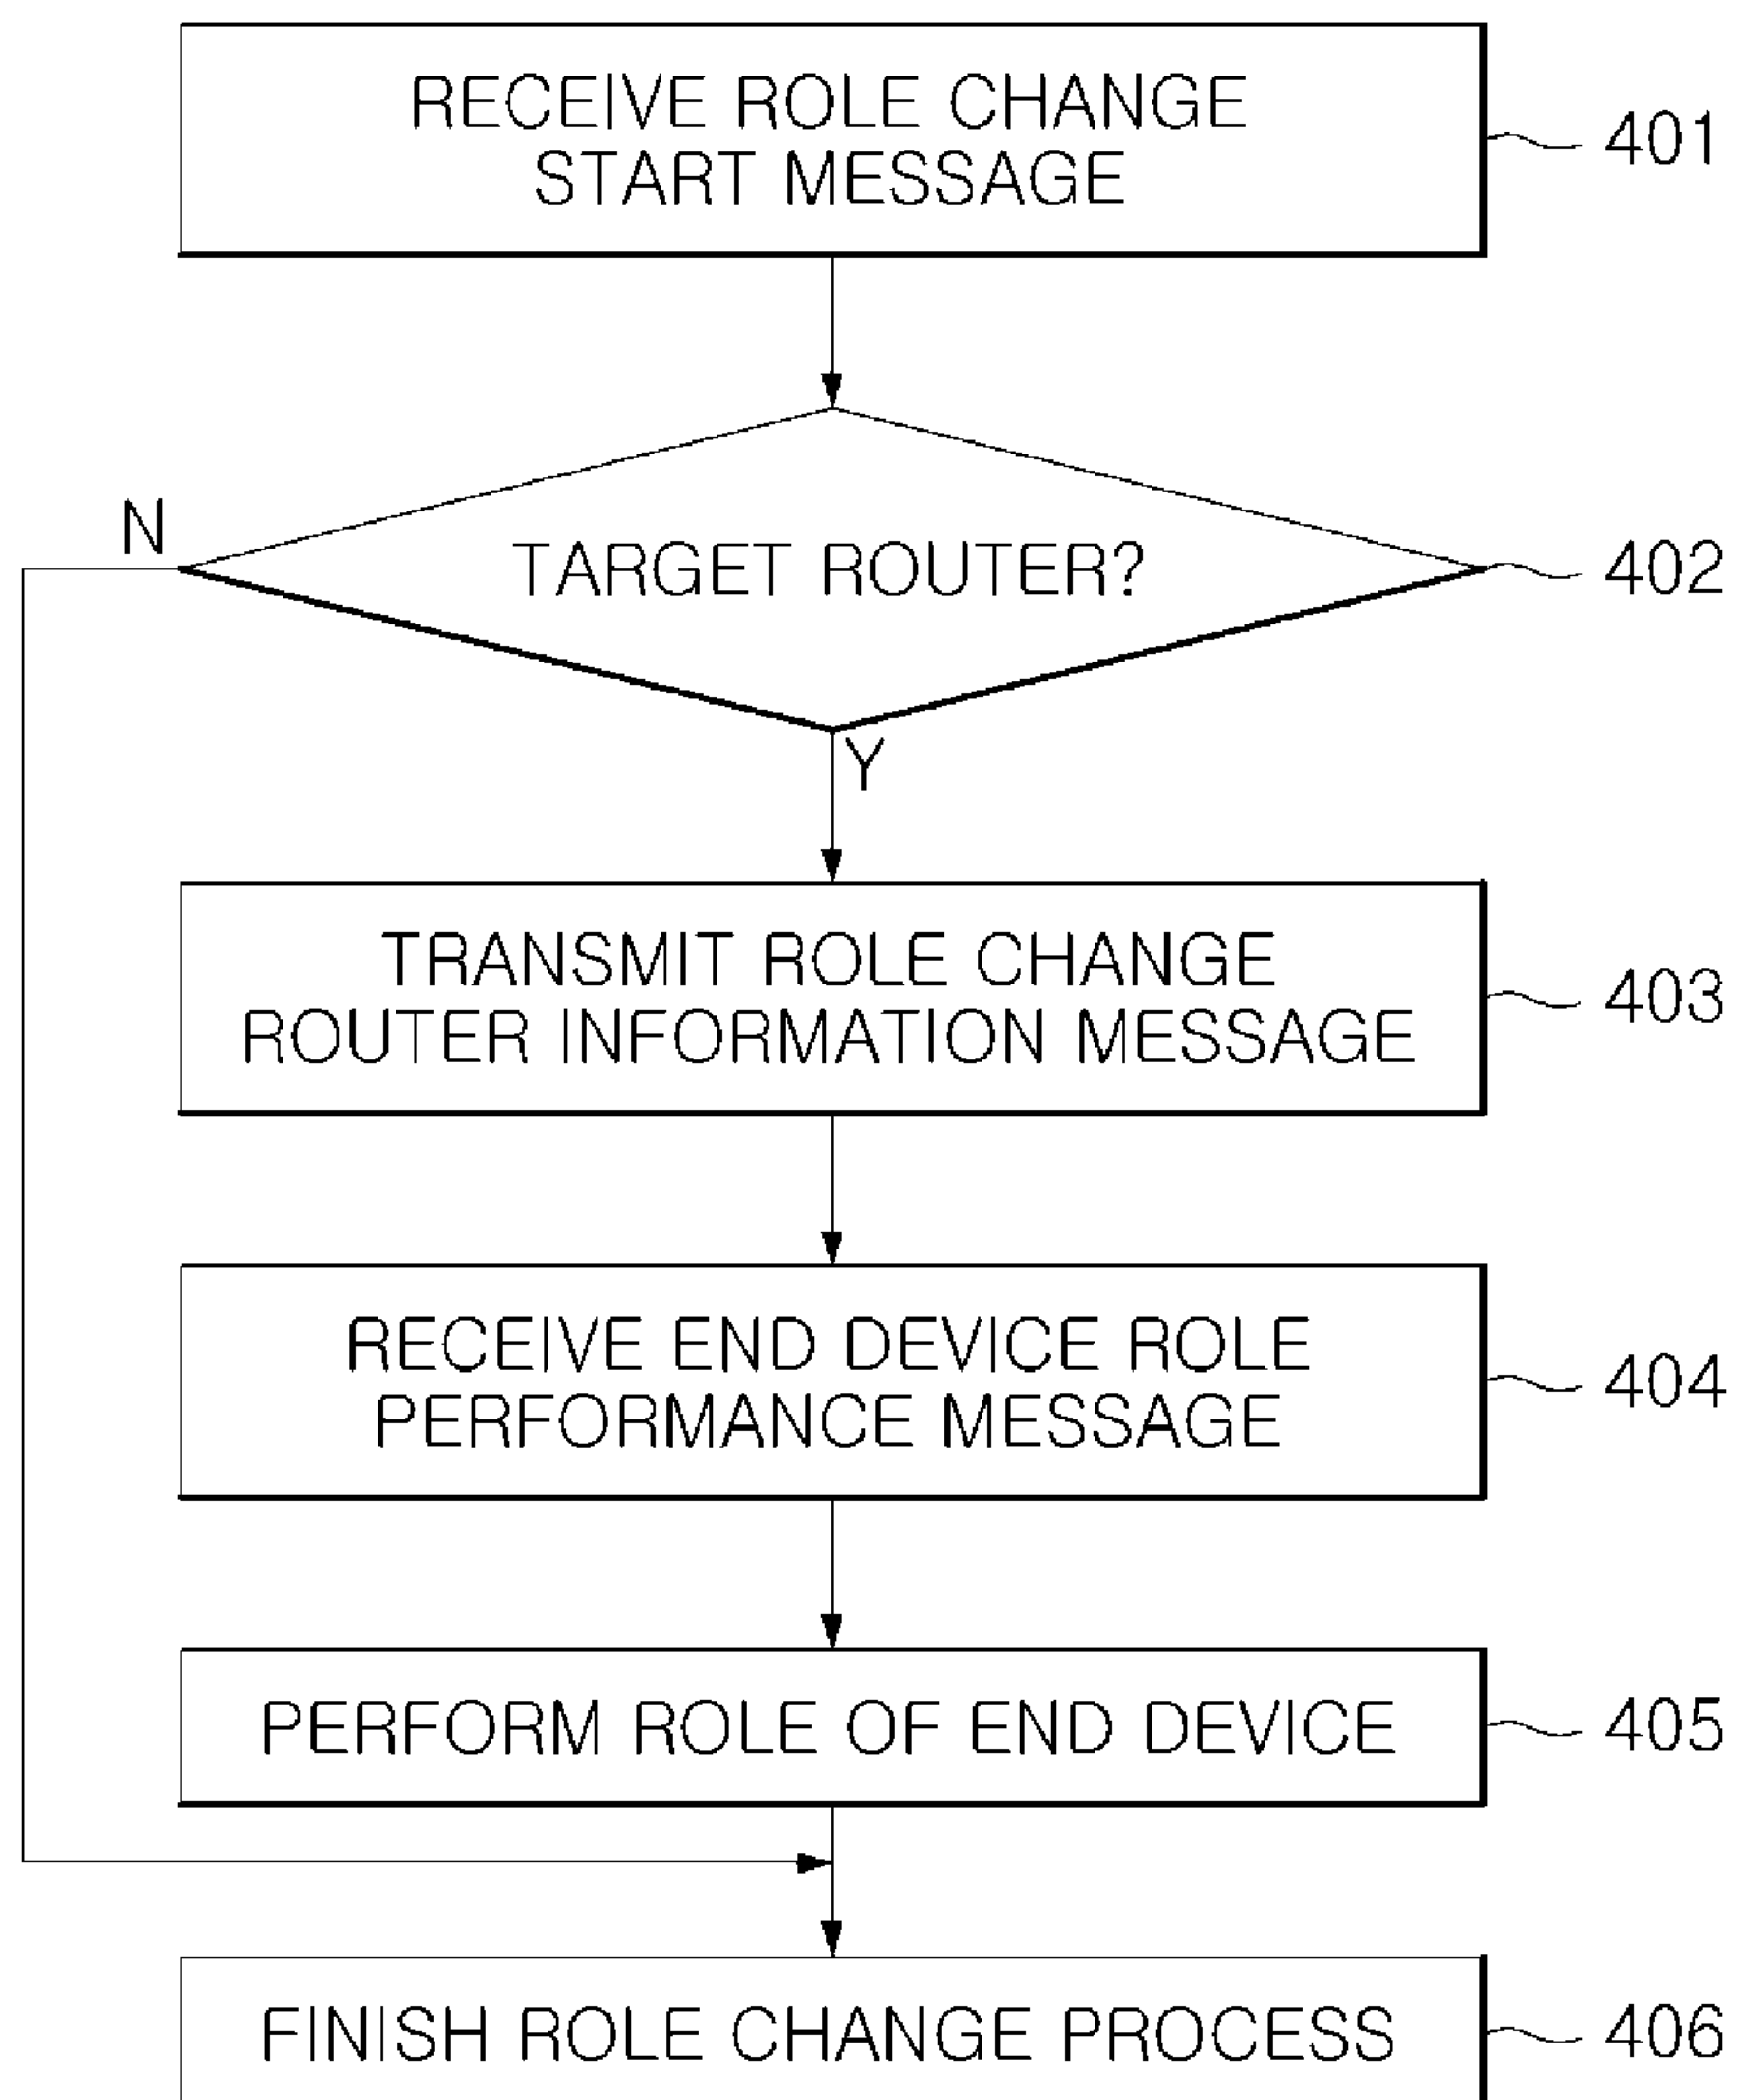 RECEIVE ROLE CHANGE
START MESSAGE
401
N
TARGET ROUTER?
402
Y
TRANSMIT ROLE CHANGE
ROUTER INFORMATION MESSAGE
403
RECEIVE END DEVICE ROLE
PERFORMANCE MESSAGE
404
PERFORM ROLE OF END DEVICE
405
FINISH ROLE CHANGE PROCESS
406